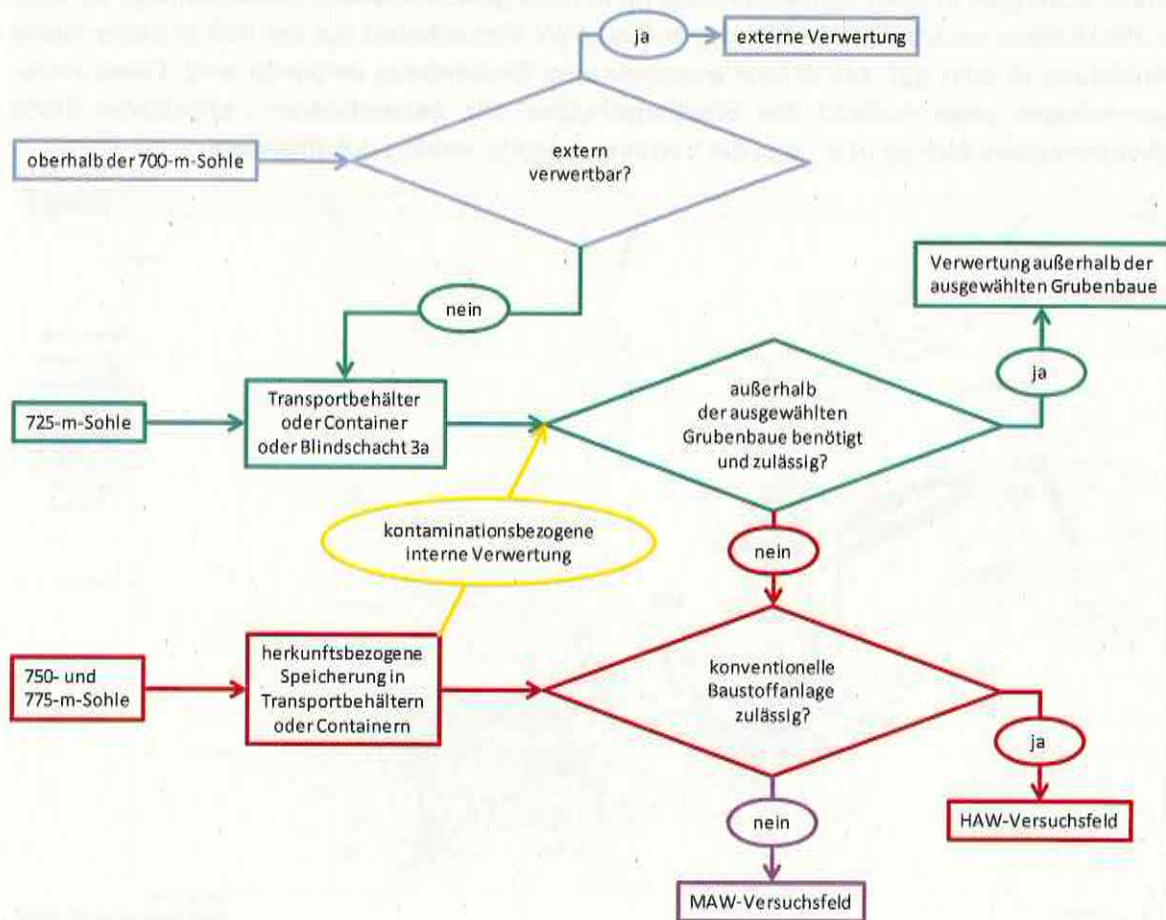 ja
externe Verwertung
oberhalb der 700-m-Sohle
extern
verwertbar?
nein
Verwertung außerhalb der
ausgewählten Grubenbaue
ja
725-m-Sohle
Transportbehälter
oder Container
oder Blindschacht 3a
außerhalb
der ausgewählten
Grubenbaue benötigt
und zulässig?
kontaminationsbezogene
interne Verwertung
nein
750- und
775-m-Sohle
herkunftsbezogene
Speicherung in
Transportbehältern
oder Containern
konventionelle
Baustoffanlage
zulässig?
ja
nein
HAW-Versuchsfeld
MAW-Versuchsfeld